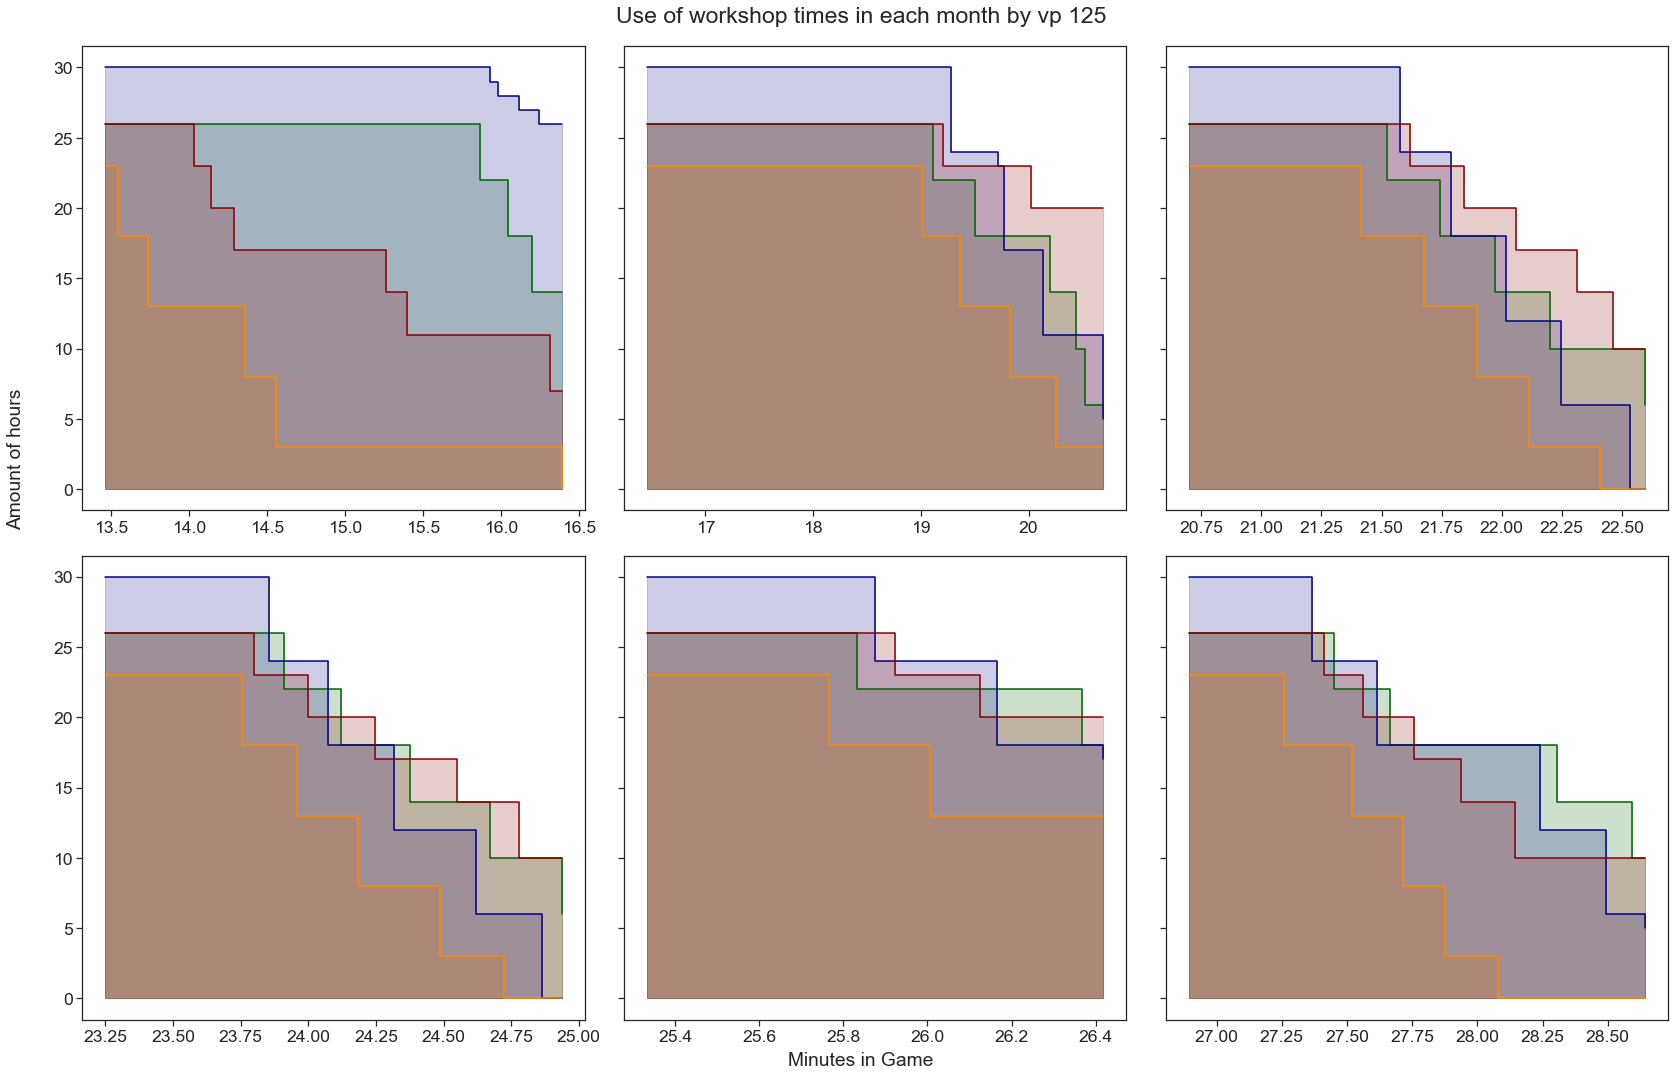 Use of workshop times in each month by vp 125
Amount of hours
30
25
20
15
10
5
0
13.5 14.0 14.5 15.0 15.5 16.0 16.5
17 18 19 20
20.75 21.00 21.25 21.50 21.75 22.00 22.25 22.50
30
25
20
15
10
5
0
23.25 23.50 23.75 24.00 24.25 24.50 24.75 25.00
25.4 25.6 25.8 26.0 26.2 26.4
27.00 27.25 27.50 27.75 28.00 28.25 28.50
Minutes in Game